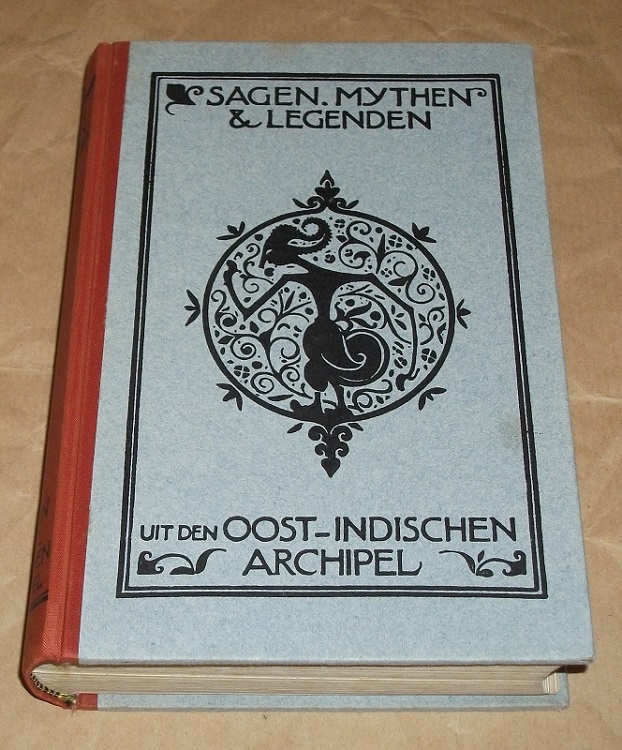 SAGEN. MYTHEN
& LEGENDEN
UIT DEN OOST-INDISCHEN
ARCHIPEL